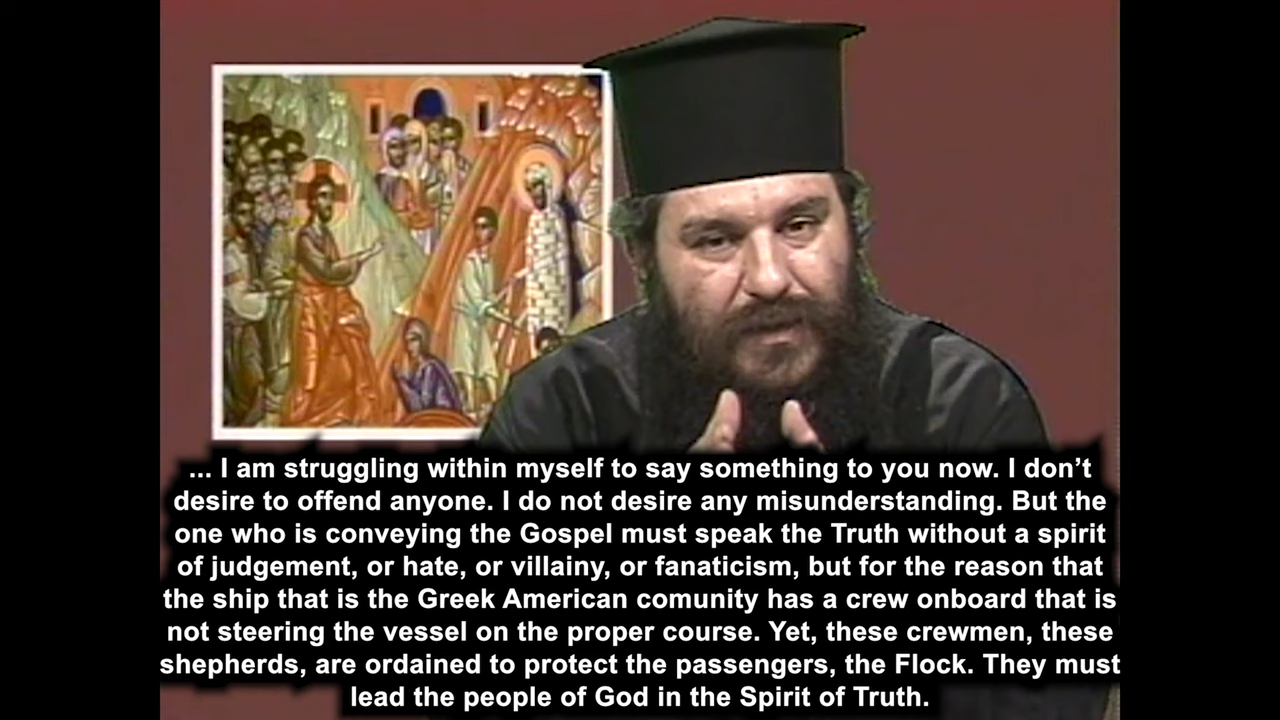 ... I am struggling within myself to say something to you now. I don’t
desire to offend anyone. I do not desire any misunderstanding. But the
one who is conveying the Gospel must speak the Truth without a spirit
of judgement, or hate, or villainy, or fanaticism, but for the reason that
the ship that is the Greek American comunity has a crew onboard that is
not steering the vessel on the proper course. Yet, these crewmen, these
shepherds, are ordained to protect the passengers, the Flock. They must
lead the people of God in the Spirit of Truth.